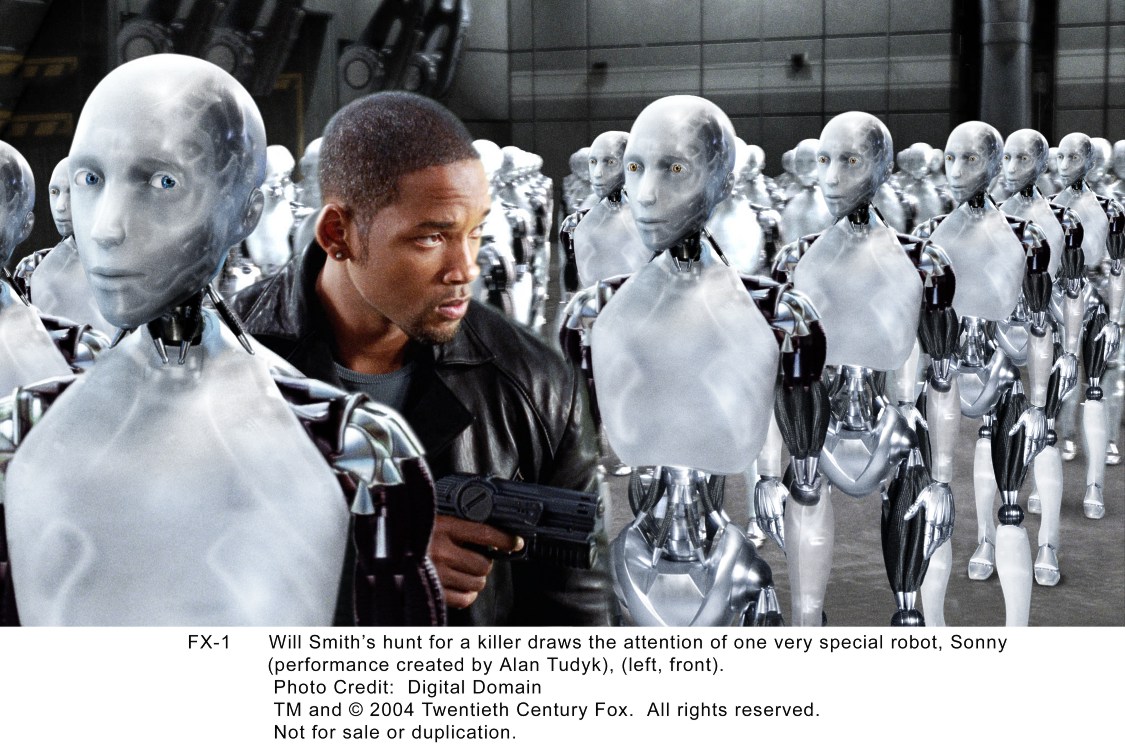 FX-1 Will Smith's hunt for a killer draws the attention of one very special robot, Sonny
(performance created by Alan Tudyk), (left, front).
Photo Credit: Digital Domain
TM and © 2004 Twentieth Century Fox. All rights reserved.
Not for sale or duplication.